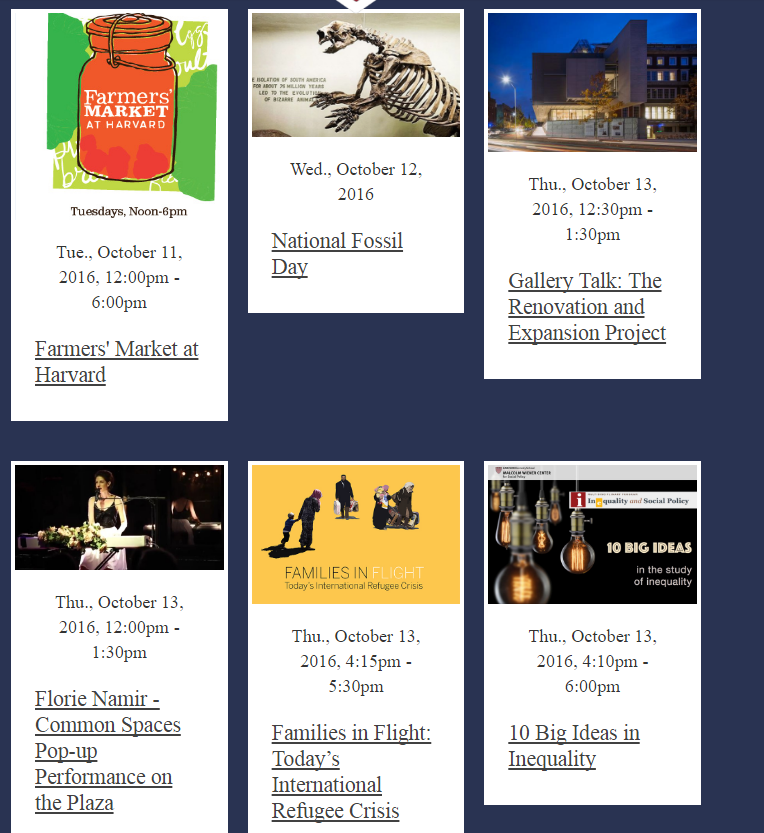 Farmers'
MARKET
AT HARVARD
Tuesdays, Noon-6pm
Tue., October 11,
2016, 12:00pm -
6:00pm
Farmers' Market at
Harvard
E ISOLATION OF SOUTH AMERICA
FOR ABOUT 76 MILLION YEARS
LED TO THE EVOLUTION
OF BIZARRE ANIMAL
Wed., October 12,
2016
National Fossil
Day
Thu., October 13,
2016, 12:30pm -
1:30pm
Gallery Talk: The
Renovation and
Expansion Project
Thu., October 13,
2016, 12:00pm -
1:30pm
Florie Namir -
Common Spaces
Pop-up
Performance on
the Plaza
FAMILIES IN FLIGHT
Today's International Refugee Crisis
Thu., October 13,
2016, 4:15pm -
5:30pm
Families in Flight:
Today’s
International
Refugee Crisis
MALCOLM WIENER CENTER
for Social Policy
Inequality and Social Policy
10 BIG IDEAS
in the study
of inequality
Thu., October 13,
2016, 4:10pm -
6:00pm
10 Big Ideas in
Inequality